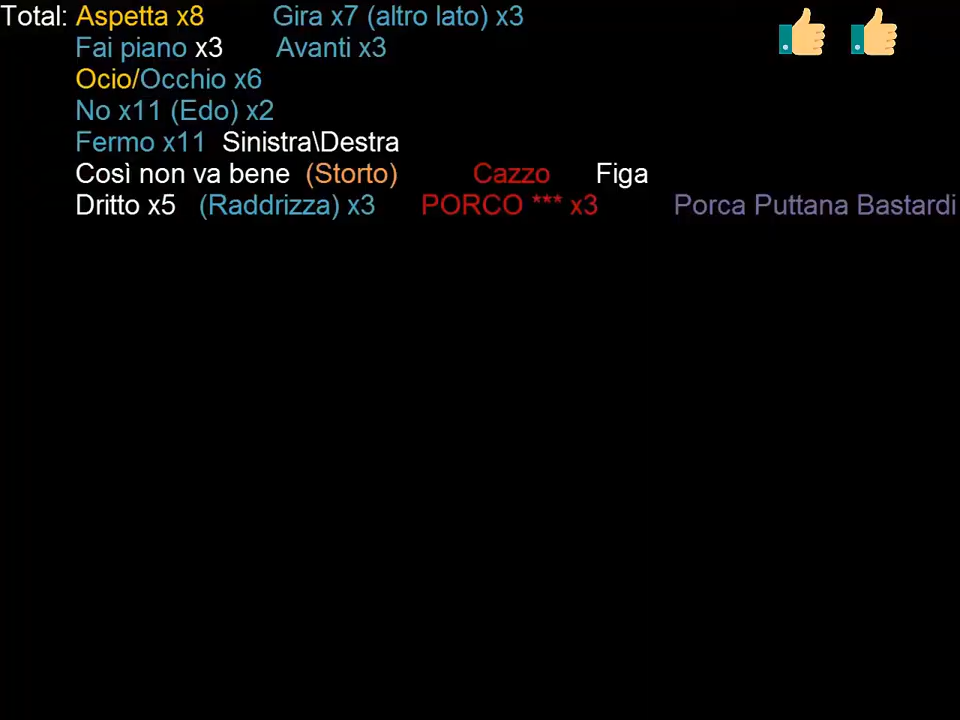 Total: Aspetta x8 Gira x7 (altro lato) x3
Fai piano x3 Avanti x3
Ocio/Occhio x6
No x11 (Edo) x2
Fermo x11 Sinistra\Destra
Così non va bene (Storto) Cazzo Figa
Dritto x5 (Raddrizza) x3 PORCO *** x3 Porca Puttana Bastardi